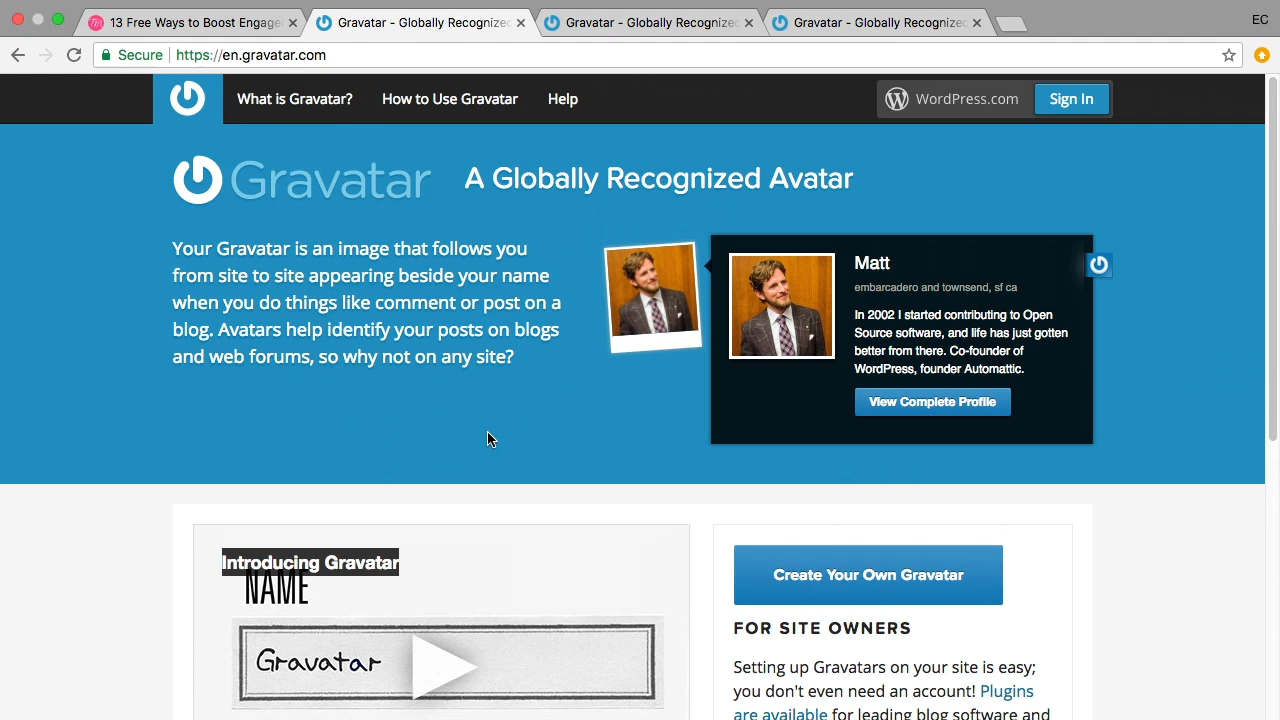 13 Free Ways to Boost Engage
Gravatar - Globally Recognized
Gravatar - Globally Recognized
Gravatar - Globally Recognized
EC
Secure
https://en.gravatar.com
What is Gravatar?
How to Use Gravatar
Help
WordPress.com
Sign In
Gravatar
A Globally Recognized Avatar
Your Gravatar is an image that follows you
from site to site appearing beside your name
when you do things like comment or post on a
blog. Avatars help identify your posts on blogs
and web forums, so why not on any site?
Matt
embarcadero and townsend, sf ca
In 2002 I started contributing to Open
Source software, and life has just gotten
better from there. Co-founder of
WordPress, founder Automattic.
View Complete Profile
Introducing Gravatar
NAME
Gravatar
Create Your Own Gravatar
FOR SITE OWNERS
Setting up Gravatars on your site is easy;
you don't even need an account! Plugins
are available for leading blog software and